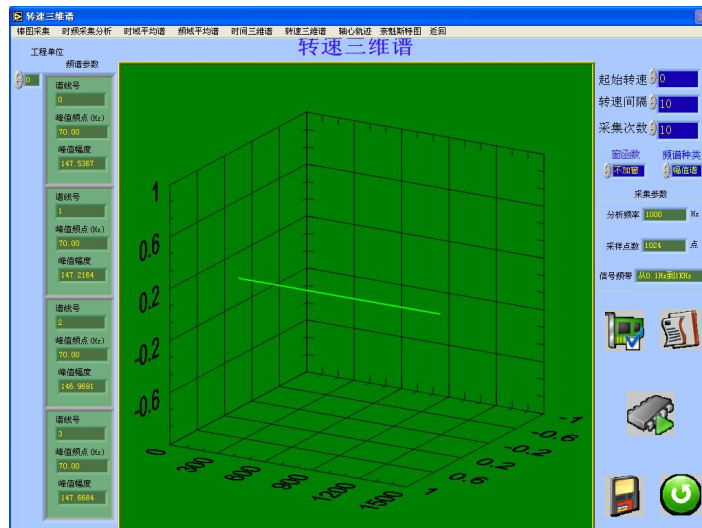 转速三维谱
棒图采集 时频采集分析 时域平均谱 频域平均谱 时间三维谱 转速三维谱 轴心轨迹 奈魁斯特图 返回
转速三维谱
工程单位
频谱参数
0
谱线号
0
峰值频点(Hz)
70.00
峰值幅度
147.5367
谱线号
1
峰值频点(Hz)
70.00
峰值幅度
147.2164
谱线号
2
峰值频点(Hz)
70.00
峰值幅度
148.9691
谱线号
3
峰值频点(Hz)
70.00
峰值幅度
147.6684
1
0.6
0.2
-0.2
-0.6
0
300
600
900
1200
1500
1
0.6
0.2
-0.2
-0.6
-1
起始转速 0
转速间隔 10
采集次数 10
窗函数 频谱种类
不加窗 幅值谱
采集参数
分析频率 1000 Hz
采样点数 1024 点
信号频带 从0.1Hz到1KHz